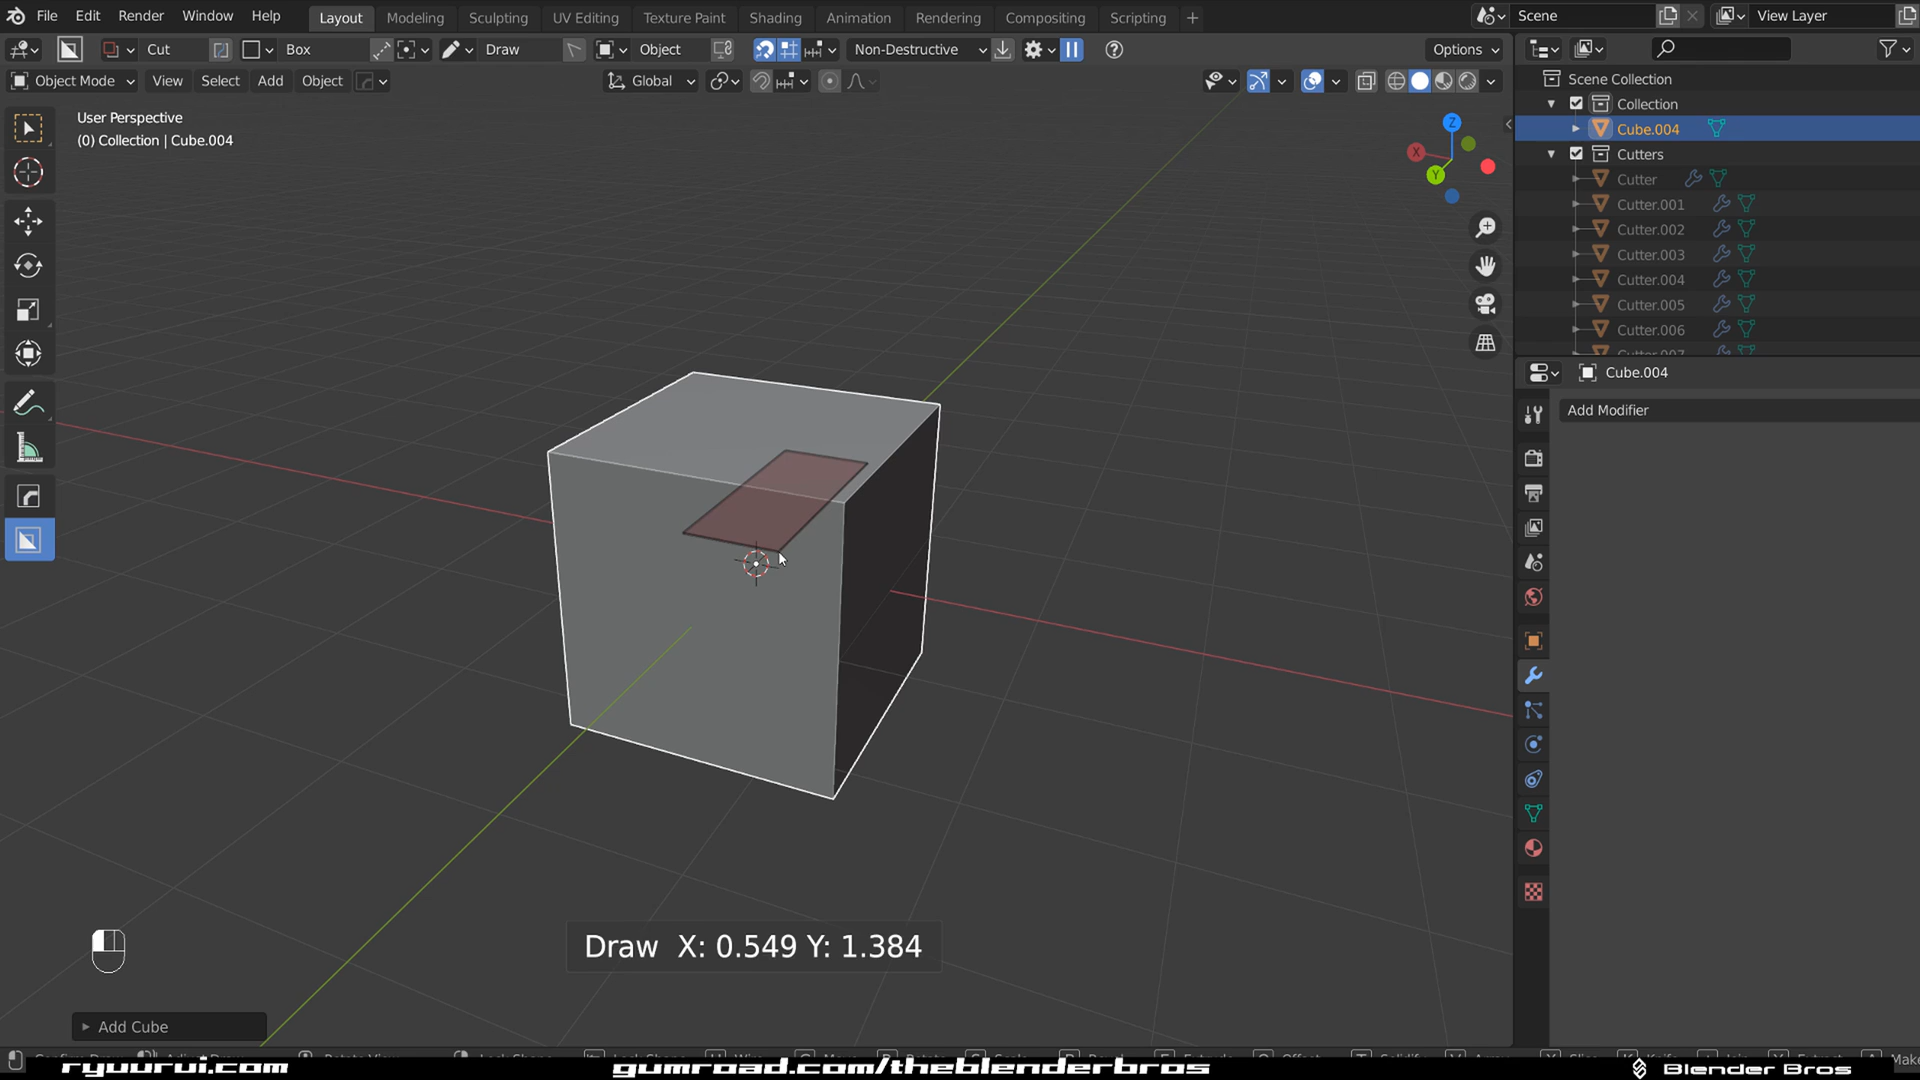 File Edit Render Window Help Layout Modeling Sculpting UV Editing Texture Paint Shading Animation Rendering Compositing Scripting + Scene View Layer
Cut Box Draw Object Non-Destructive Options
Object Mode View Select Add Object Global
User Perspective
(0) Collection | Cube.004
Z
X
Y
Scene Collection
Collection
Cube.004
Cutters
Cutter
Cutter.001
Cutter.002
Cutter.003
Cutter.004
Cutter.005
Cutter.006
Cutter.007
Cube.004
Add Modifier
Draw X: 0.549 Y: 1.384
Add Cube
ryuurui.com
gumroad.com/theblenderbros
Blender Bros